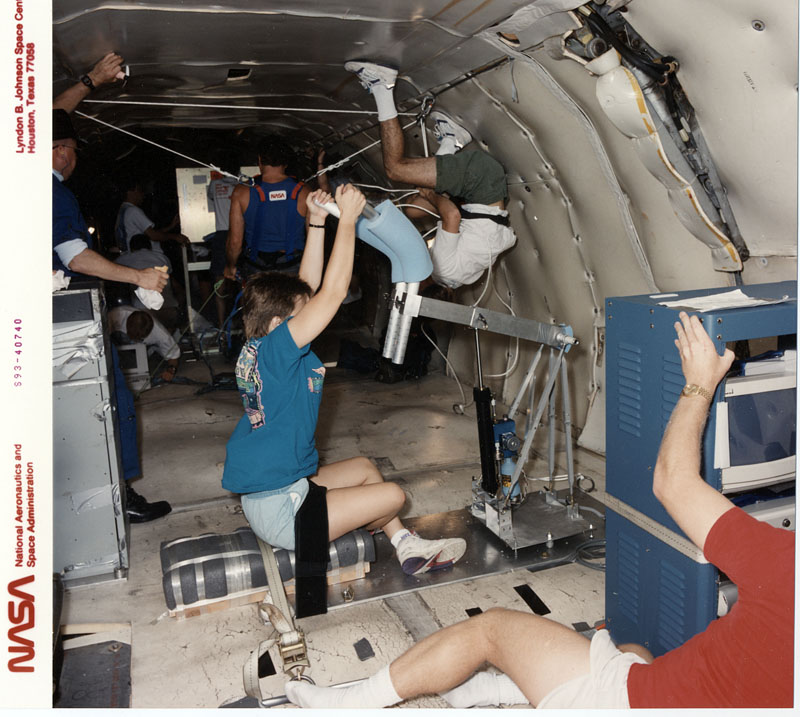 Lyndon B. Johnson Space Cen
Houston, Texas 77058
S93-40740
National Aeronautics and
Space Administration
NASA
NASA